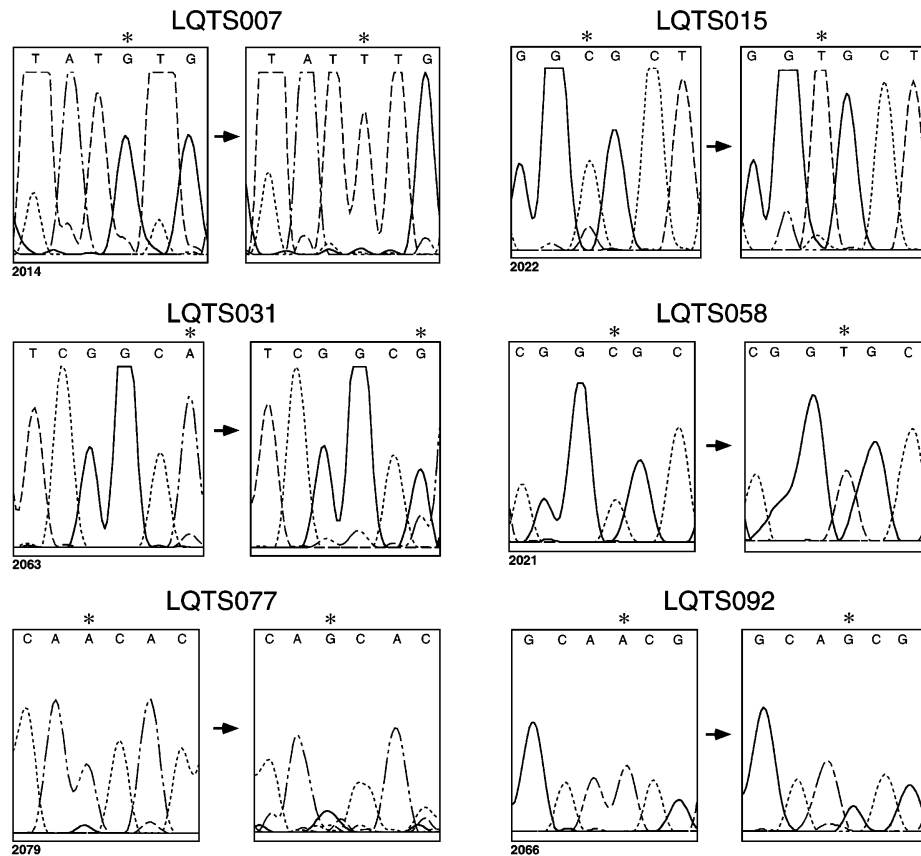 LQTS007
*
T A T G T G
*
T A T T T G
2014
LQTS015
*
G G C G C T
*
G G T G C T
2022
LQTS031
*
T C G G C A
*
T C G G C G
2063
LQTS058
*
C G G C G C
*
C G G T G C
2021
LQTS077
*
C A A C A C
*
C A G C A C
2079
LQTS092
*
G C A A C G
*
G C A G C G
2066